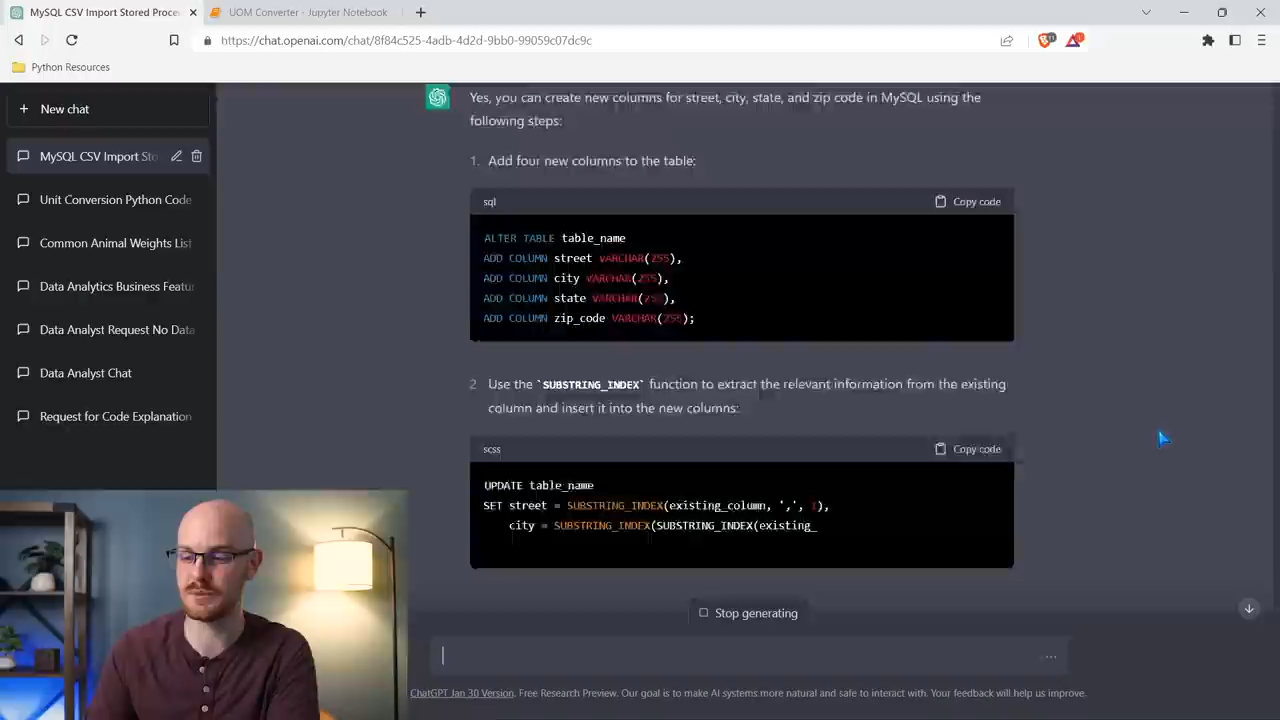 MySQL CSV Import Stored Proce
UOM Converter - Jupyter Notebook
https://chat.openai.com/chat/8f84c525-4adb-4d2d-9bb0-99059c07dc9c
Python Resources
New chat
MySQL CSV Import Sto
Unit Conversion Python Code
Common Animal Weights List
Data Analytics Business Featur
Data Analyst Request No Data
Data Analyst Chat
Request for Code Explanation
Yes, you can create new columns for street, city, state, and zip code in MySQL using the
following steps:
1. Add four new columns to the table:
sql
Copy code
ALTER TABLE table_name
ADD COLUMN street VARCHAR(255),
ADD COLUMN city VARCHAR(255),
ADD COLUMN state VARCHAR(255),
ADD COLUMN zip_code VARCHAR(255);
2 Use the `SUBSTRING_INDEX` function to extract the relevant information from the existing
column and insert it into the new columns:
scss
Copy code
UPDATE table_name
SET street = SUBSTRING_INDEX(existing_column, ',', 1),
city = SUBSTRING_INDEX(SUBSTRING_INDEX(existing_
Stop generating
...
ChatGPT Jan 30 Version. Free Research Preview. Our goal is to make AI systems more natural and safe to interact with. Your feedback will help us improve.